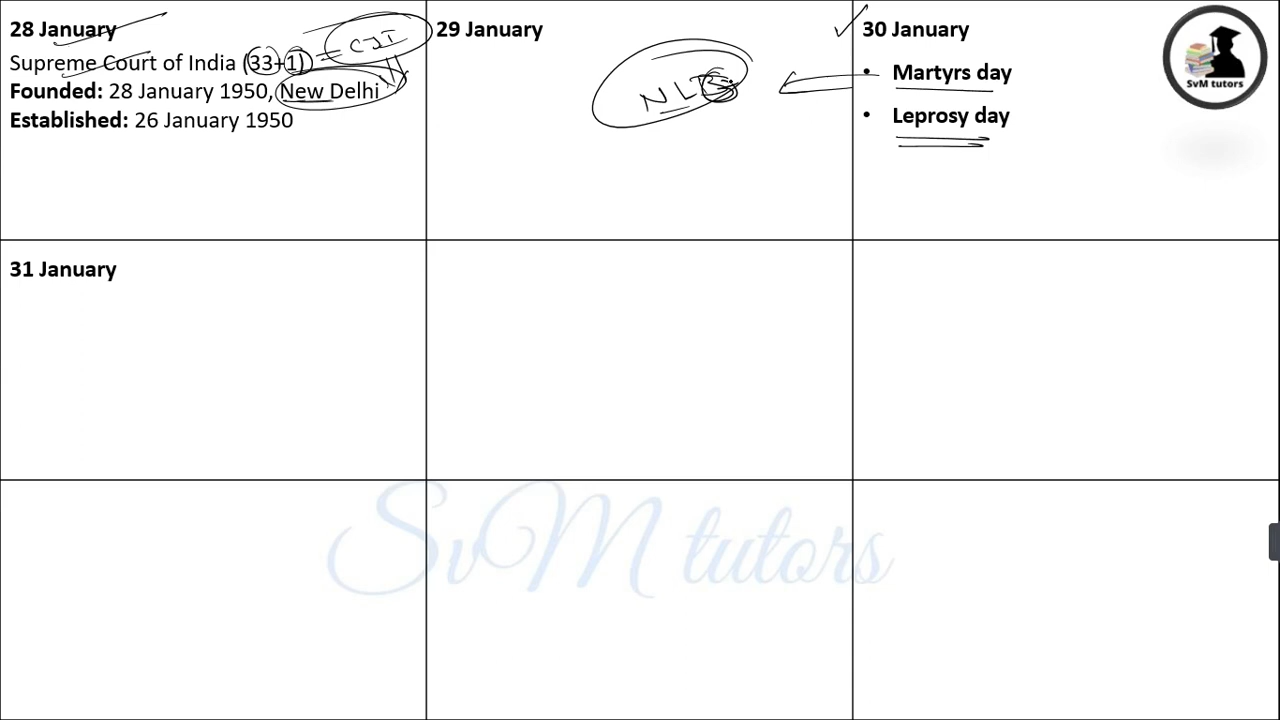 28 January
Supreme Court of India (33+1) = CJI
Founded: 28 January 1950, New Delhi
Established: 26 January 1950
29 January
30 January
• Martyrs day
• Leprosy day
SvM tutors
31 January
SvM tutors